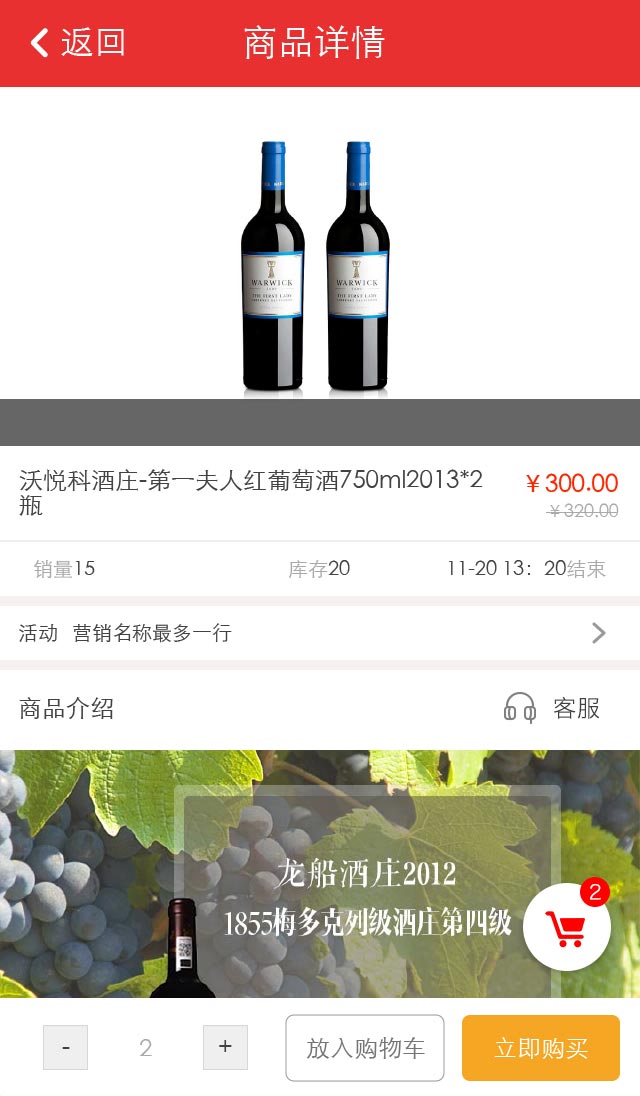 返回
商品详情
WARWICK
THE FIRST LADY
CABERNET SAUVIGNON
WARWICK
THE FIRST LADY
CABERNET SAUVIGNON
沃悦科酒庄-第一夫人红葡萄酒750ml2013*2
瓶
￥300.00
￥320.00
销量15
库存20
11-20 13：20结束
活动 营销名称最多一行
商品介绍
客服
龙船酒庄2012
1855梅多克列级酒庄第四级
2
-
2
+
放入购物车
立即购买